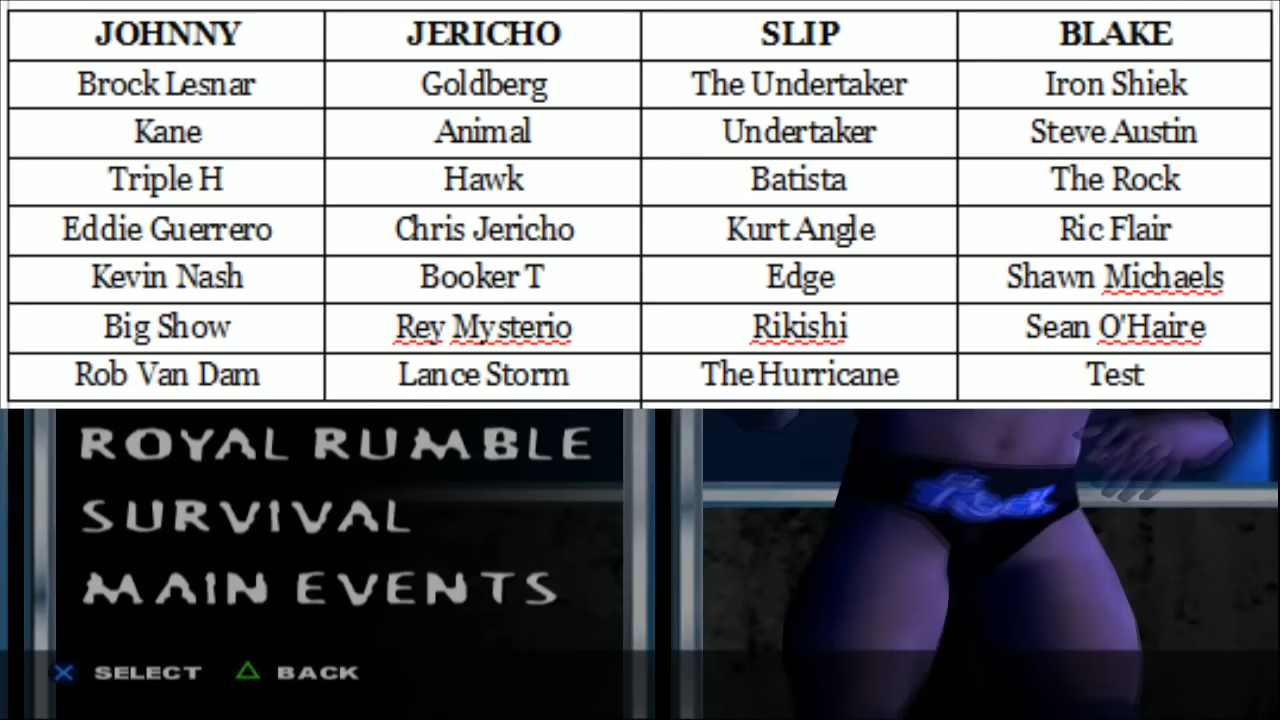 JOHNNY JERICHO SLIP BLAKE
Brock Lesnar Goldberg The Undertaker Iron Shiek
Kane Animal Undertaker Steve Austin
Triple H Hawk Batista The Rock
Eddie Guerrero Chris Jericho Kurt Angle Ric Flair
Kevin Nash Booker T Edge Shawn Michaels
Big Show Rey Mysterio Rikishi Sean O'Haire
Rob Van Dam Lance Storm The Hurricane Test
ROYAL RUMBLE
SURVIVAL
MAIN EVENTS
SELECT BACK